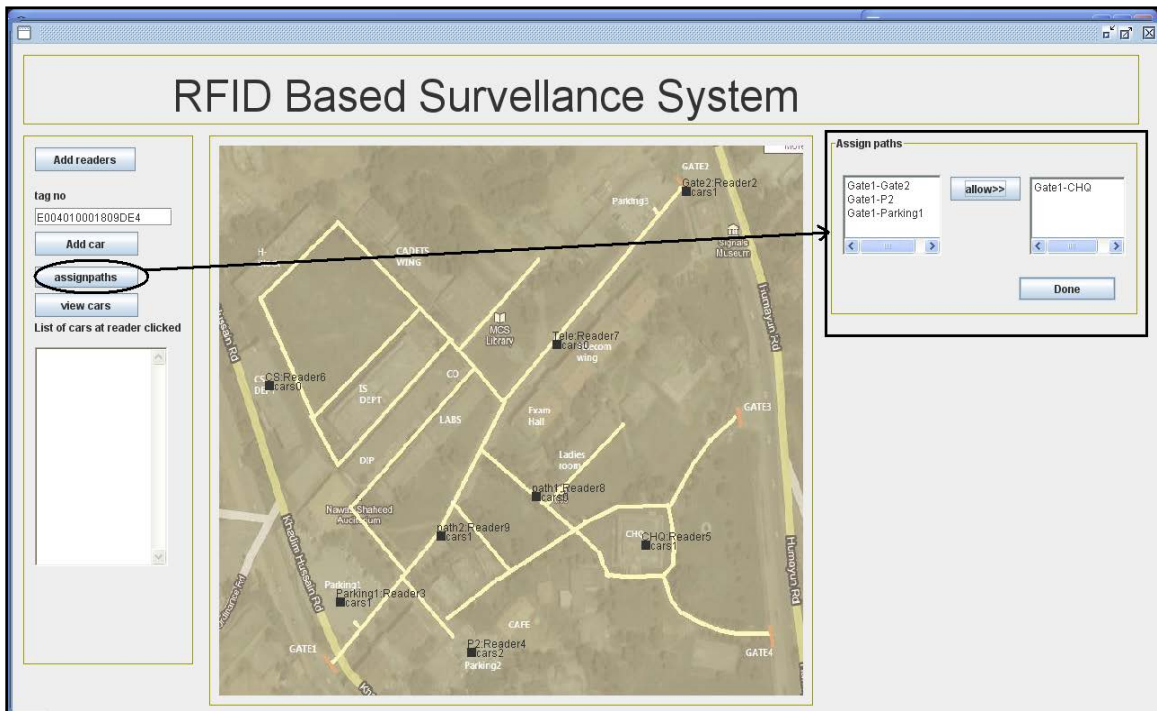 RFID Based Survellance System
Add readers
tag no
E004010001809DE4
Add car
assignpaths
view cars
List of cars at reader clicked
GATE2
Gate2:Reader2
cars1
Parking3
Signals
Museum
CADETS
WING
MCS
Library
Tele:Reader7
cars0
wing
CS:Reader6
cars0
IS
DEPT
CO
LABS
Exam
Hall
GATE3
DIP
Ladies
room
path1:Reader8
cars0
Nawab Shaheed
Auditorium
path2:Reader9
cars1
CHQ:Reader5
cars1
Khadim Hussain Rd
Humayun Rd
Humayun Rd
Parking1
Parking1:Reader3
cars1
CAFE
GATE1
P2:Reader4
cars2
Parking2
GATE4
Assign paths
Gate1-Gate2
Gate1-P2
Gate1-Parking1
allow>>
Gate1-CHQ
Done